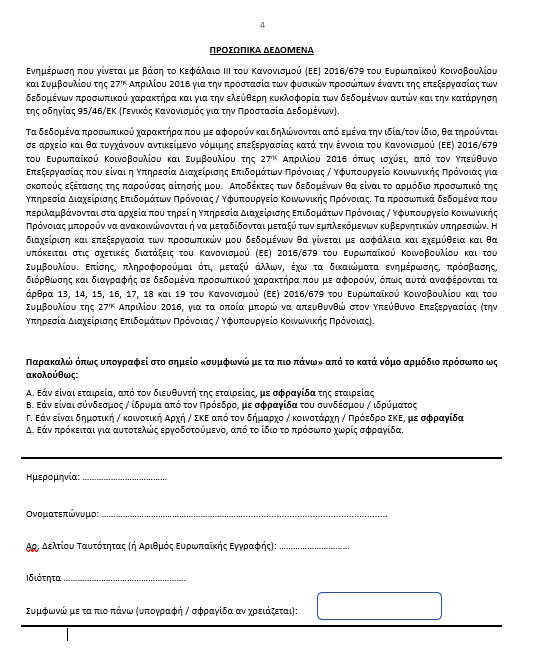 4
ΠΡΟΣΩΠΙΚΑ ΔΕΔΟΜΕΝΑ
Ενημέρωση που γίνεται με βάση το Κεφάλαιο ΙΙΙ του Κανονισμού (ΕΕ) 2016/679 του Ευρωπαϊκού Κοινοβουλίου
και Συμβουλίου της 27ης Απριλίου 2016 για την προστασία των φυσικών προσώπων έναντι της επεξεργασίας των
δεδομένων προσωπικού χαρακτήρα και για την ελεύθερη κυκλοφορία των δεδομένων αυτών και την κατάργηση
της οδηγίας 95/46/ΕΚ (Γενικός Κανονισμός για την Προστασία Δεδομένων).
Τα δεδομένα προσωπικού χαρακτήρα που με αφορούν και δηλώνονται από εμένα την ίδια/τον ίδιο, θα τηρούνται
σε αρχείο και θα τυγχάνουν αντικείμενο νόμιμης επεξεργασίας κατά την έννοια του Κανονισμού (ΕΕ) 2016/679
του Ευρωπαϊκού Κοινοβουλίου και Συμβουλίου της 27ης Απριλίου 2016 όπως ισχύει, από τον Υπεύθυνο
Επεξεργασίας που είναι η Υπηρεσία Διαχείρισης Επιδομάτων Πρόνοιας / Υφυπουργείο Κοινωνικής Πρόνοιας για
σκοπούς εξέτασης της παρούσας αίτησής μου. Αποδέκτες των δεδομένων θα είναι το αρμόδιο προσωπικό της
Υπηρεσία Διαχείρισης Επιδομάτων Πρόνοιας / Υφυπουργείο Κοινωνικής Πρόνοιας. Τα προσωπικά δεδομένα που
περιλαμβάνονται στα αρχεία που τηρεί η Υπηρεσία Διαχείρισης Επιδομάτων Πρόνοιας / Υφυπουργείο Κοινωνικής
Πρόνοιας μπορούν να ανακοινώνονται ή να μεταδίδονται μεταξύ των εμπλεκόμενων κυβερνητικών υπηρεσιών. Η
διαχείριση και επεξεργασία των προσωπικών μου δεδομένων θα γίνεται με ασφάλεια και εχεμύθεια και θα
υπόκειται στις σχετικές διατάξεις του Κανονισμού (ΕΕ) 2016/679 του Ευρωπαϊκού Κοινοβουλίου και του
Συμβουλίου. Επίσης, πληροφορούμαι ότι, μεταξύ άλλων, έχω τα δικαιώματα ενημέρωσης, πρόσβασης,
διόρθωσης και διαγραφής σε δεδομένα προσωπικού χαρακτήρα που με αφορούν, όπως αυτά αναφέρονται τα
άρθρα 13, 14, 15, 16, 17, 18 και 19 του Κανονισμού (ΕΕ) 2016/679 του Ευρωπαϊκού Κοινοβουλίου και του
Συμβουλίου της 27ης Απριλίου 2016, για τα οποία μπορώ να απευθυνθώ στον Υπεύθυνο Επεξεργασίας (την
Υπηρεσία Διαχείρισης Επιδομάτων Πρόνοιας / Υφυπουργείο Κοινωνικής Πρόνοιας).
Παρακαλώ όπως υπογραφεί στο σημείο «συμφωνώ με τα πιο πάνω» από το κατά νόμο αρμόδιο πρόσωπο ως
ακολούθως:
Α. Εάν είναι εταιρεία, από τον διευθυντή της εταιρείας, με σφραγίδα της εταιρείας
Β. Εάν είναι σύνδεσμος / ίδρυμα από τον Πρόεδρο, με σφραγίδα του συνδέσμου / ιδρύματος
Γ. Εάν είναι δημοτική / κοινοτική Αρχή / ΣΚΕ από τον δήμαρχο / κοινοτάρχη / Πρόεδρο ΣΚΕ, με σφραγίδα
Δ. Εάν πρόκειται για αυτοτελώς εργοδοτούμενο, από το ίδιο το πρόσωπο χωρίς σφραγίδα.
Ημερομηνία: ................................
Ονοματεπώνυμο: ............................................................................................................
Αρ. Δελτίου Ταυτότητας (ή Αριθμός Ευρωπαϊκής Εγγραφής): ...........................
Ιδιότητα ..............................................
Συμφωνώ με τα πιο πάνω (υπογραφή / σφραγίδα αν χρειάζεται):